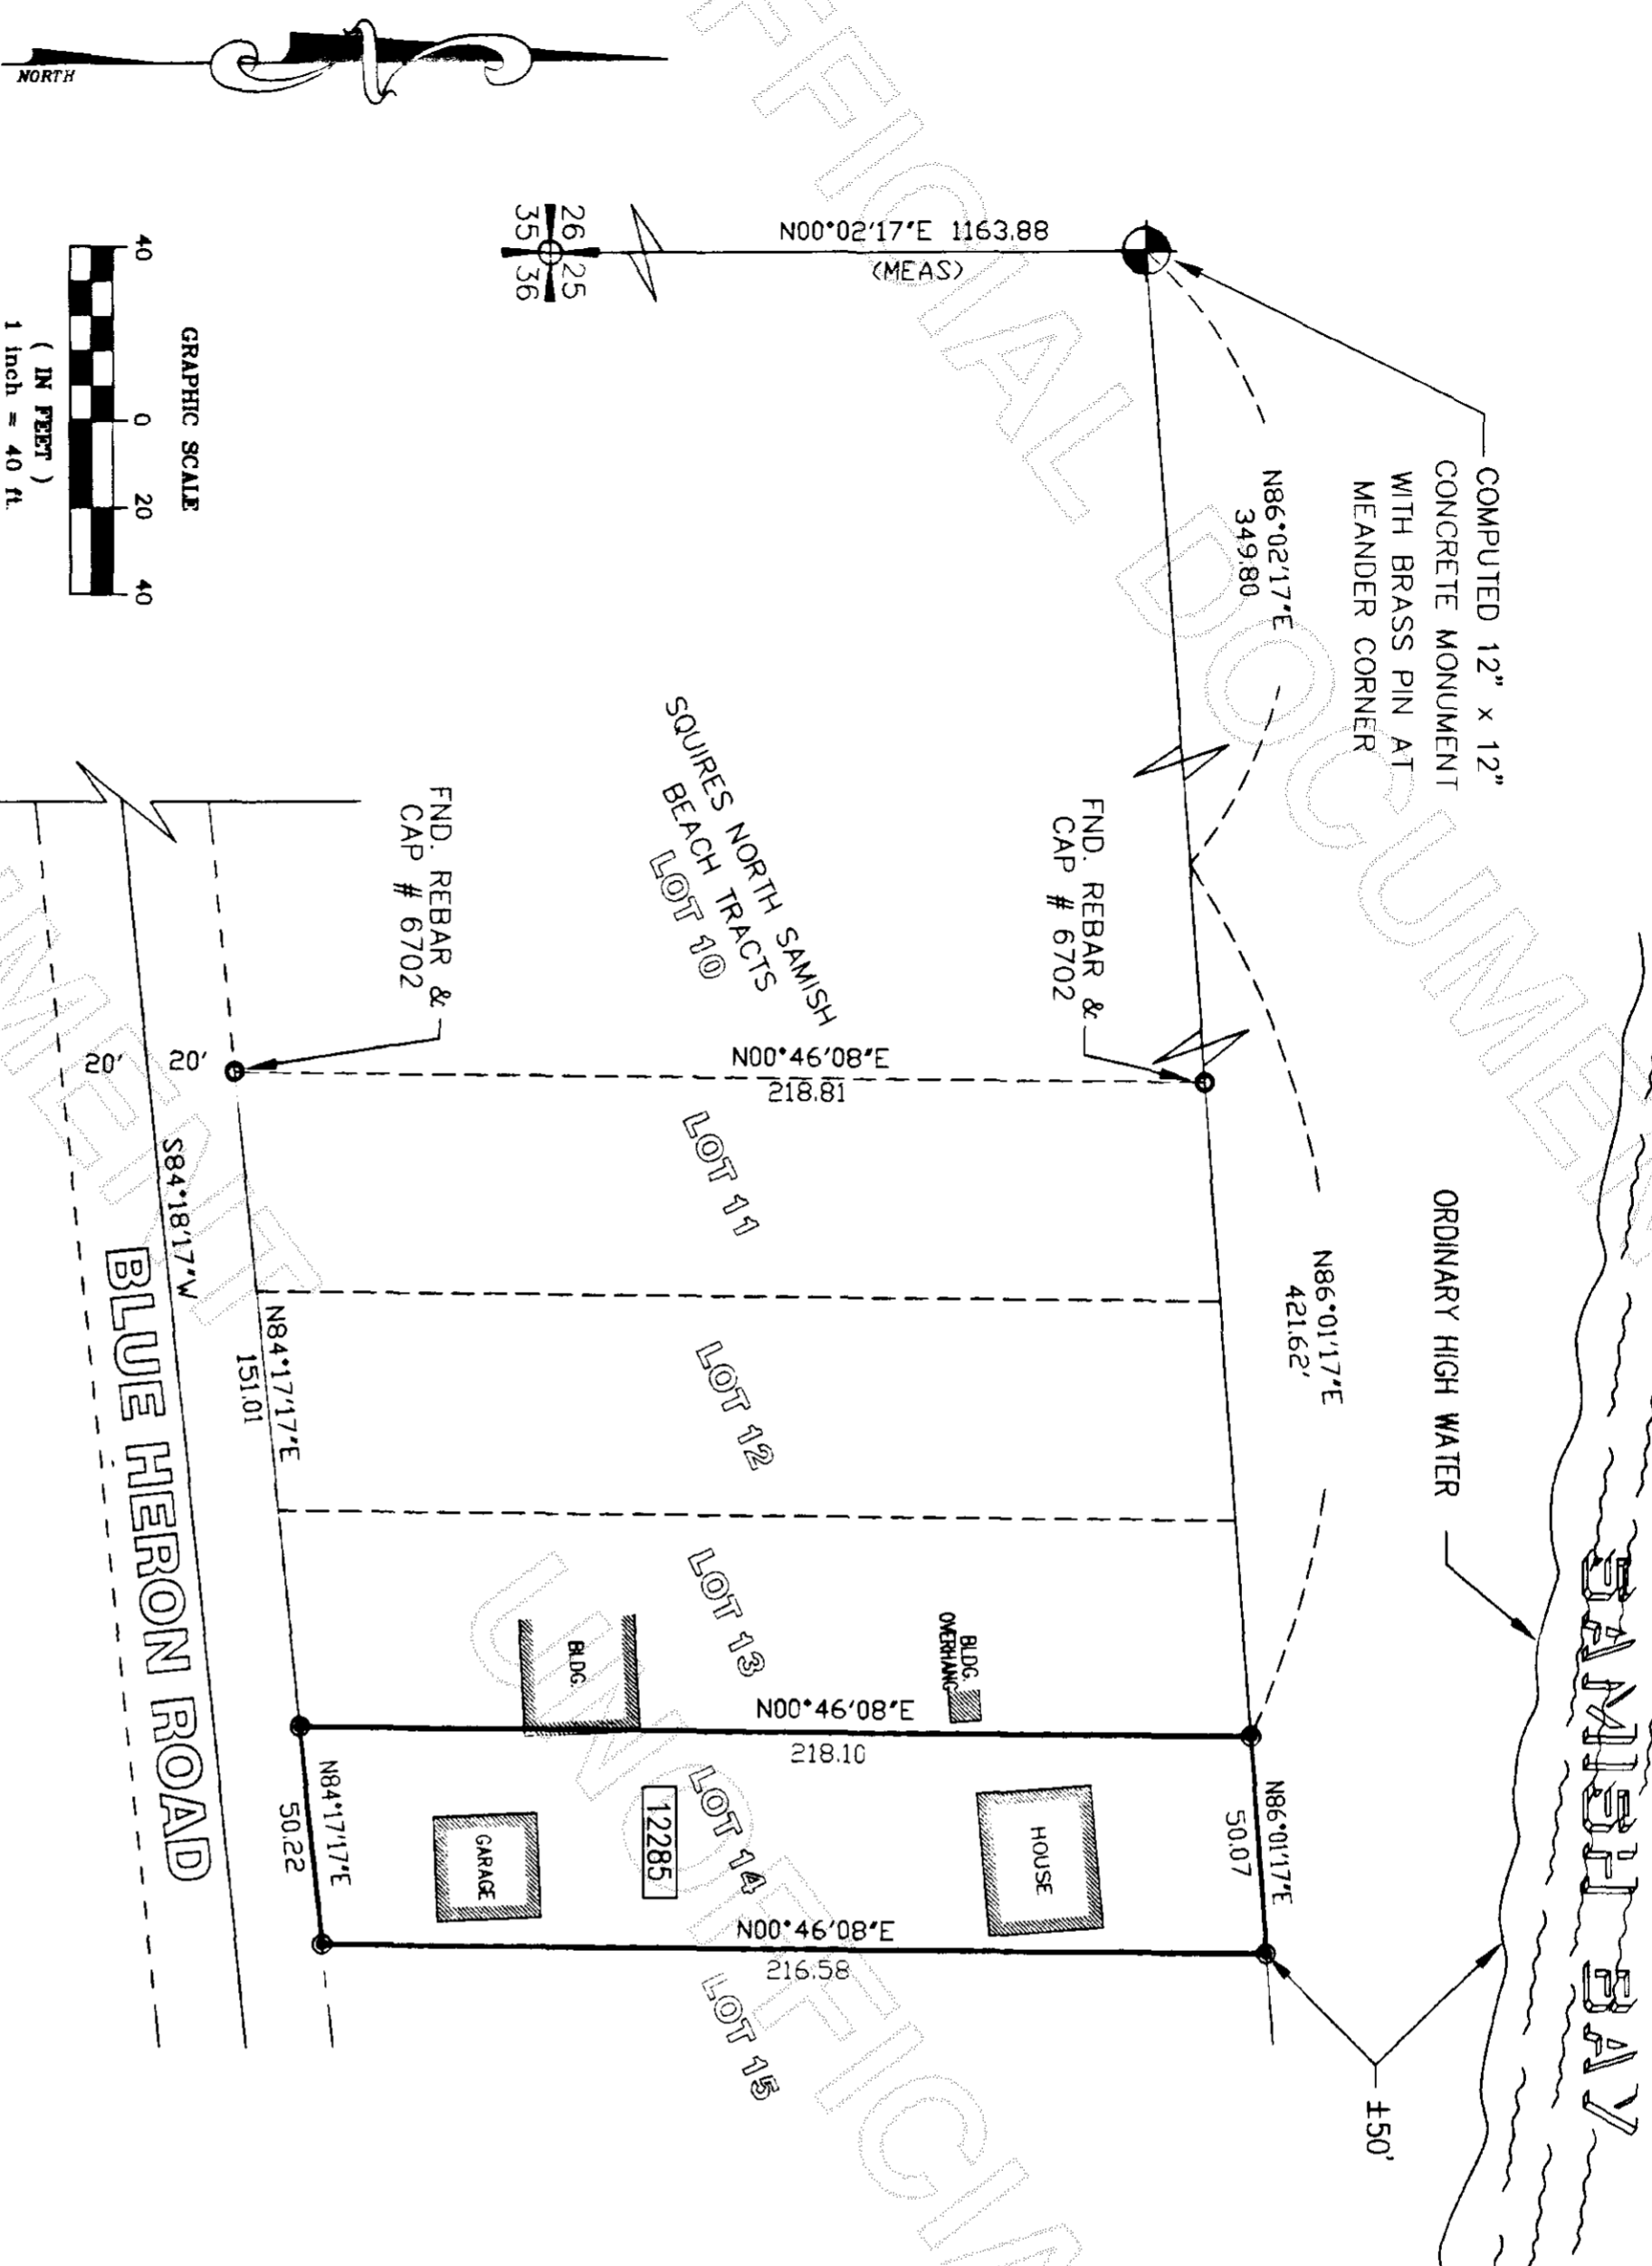 NORTH
GRAPHIC SCALE
40 0 20 40
( IN FEET )
1 inch = 40 ft.
26 25
35 36
N00°02'17"E 1163.88
(MEAS)
COMPUTED 12" x 12"
CONCRETE MONUMENT
WITH BRASS PIN AT
MEANDER CORNER
N86°02'17"E
349.80
SAMISH BAY
ORDINARY HIGH WATER
N86°01'17"E
421.62'
FND. REBAR &
CAP # 6702
SQUIRES NORTH SAMISH
BEACH TRACTS
LOT 10
FND. REBAR &
CAP # 6702
N00°46'08"E
218.81
20'
20'
S84°18'17"W
BLUE HERON ROAD
N84°17'17"E
151.01
LOT 11
LOT 12
LOT 13
BLDG.
OVERHANG
BLDG.
N00°46'08"E
218.10
N86°01'17"E
50.07
HOUSE
LOT 14
12285
GARAGE
N84°17'17"E
50.22
N00°46'08"E
216.58
LOT 15
±50'
UNOFFICIAL
FFICIAL DOCUMEN
UMENT